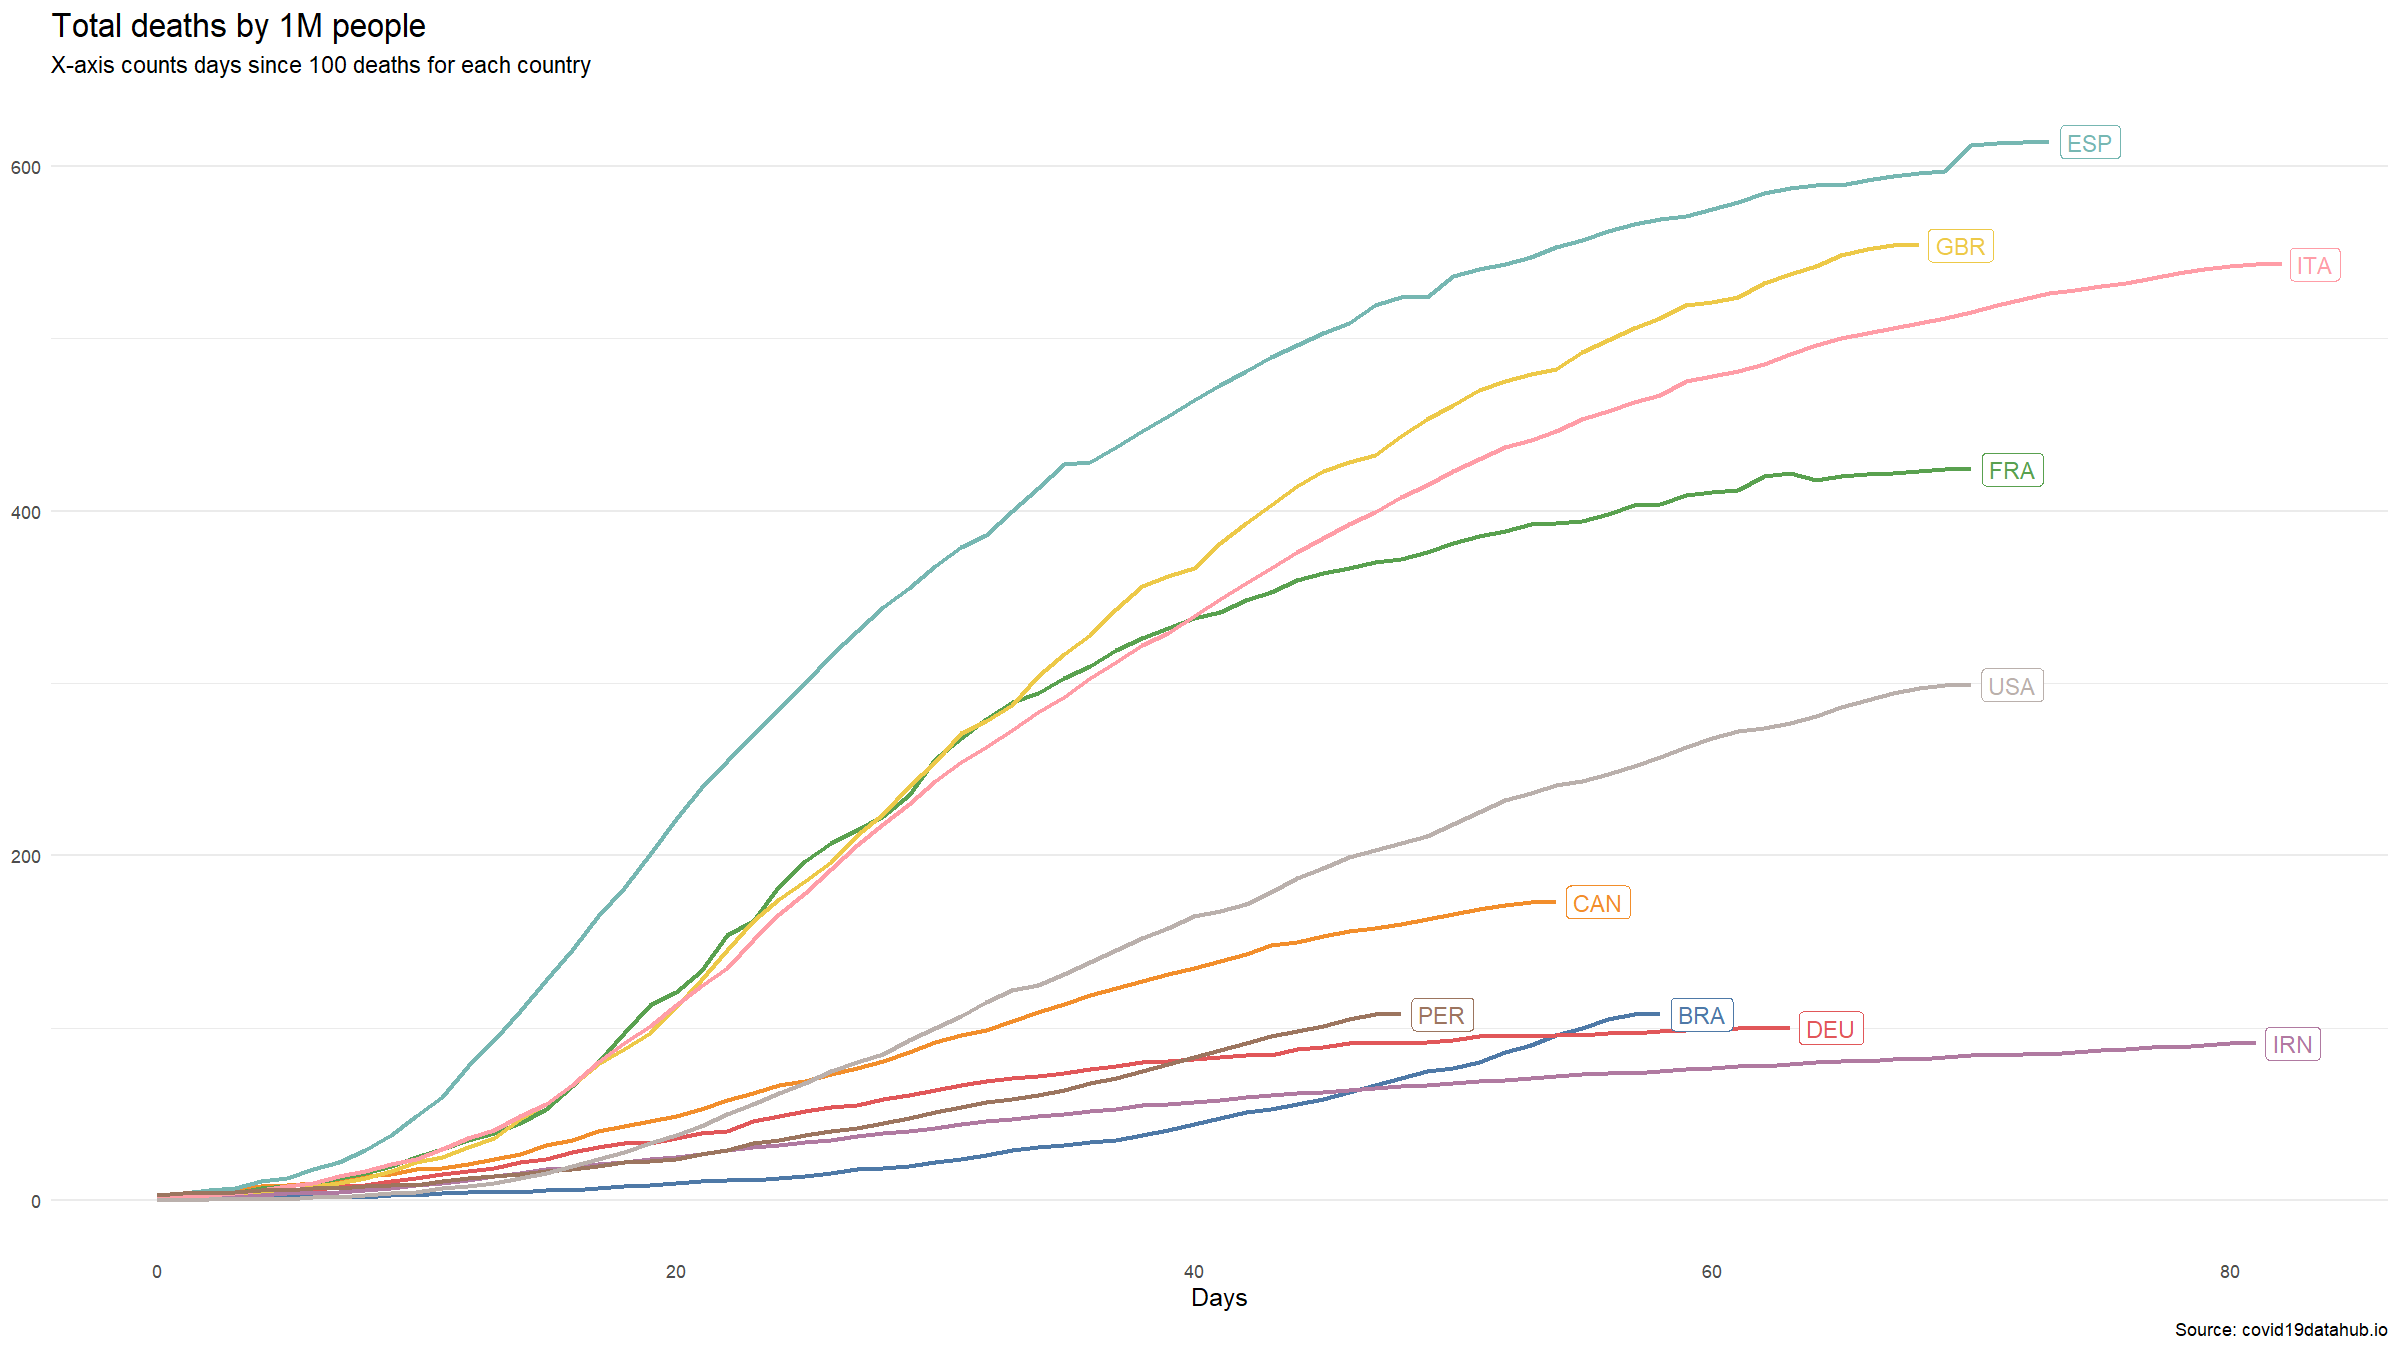 Total deaths by 1M people
X-axis counts days since 100 deaths for each country
600
400
200
0
ESP
GBR
ITA
FRA
USA
CAN
PER
BRA
DEU
IRN
0 20 40 60 80
Days
Source: covid19datahub.io